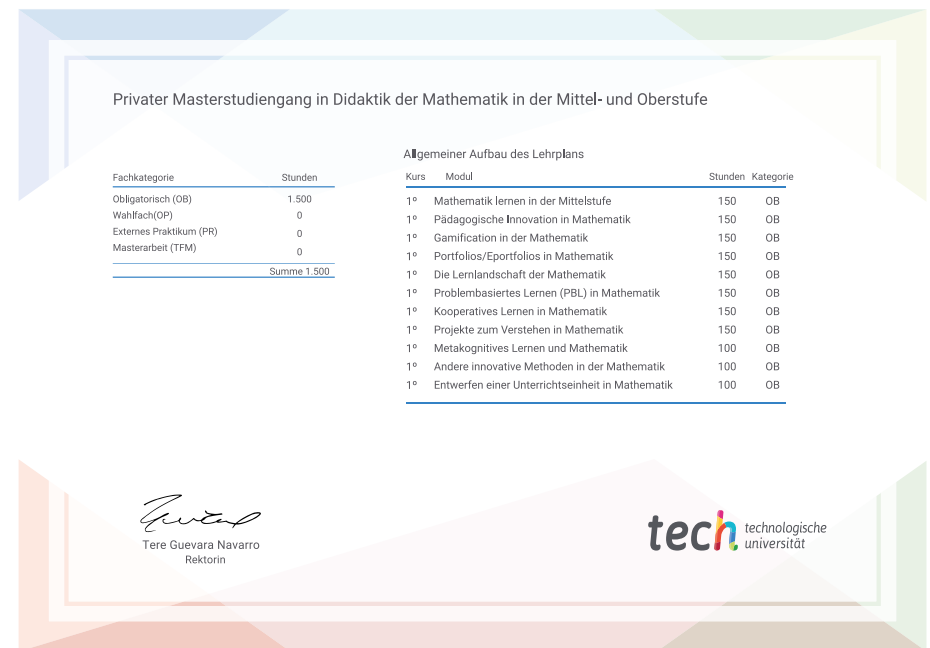 Privater Masterstudiengang in Didaktik der Mathematik in der Mittel- und Oberstufe
Fachkategorie Stunden
Obligatorisch (OB) 1.500
Wahlfach(OP) 0
Externes Praktikum (PR) 0
Masterarbeit (TFM) 0
Summe 1.500
Allgemeiner Aufbau des Lehrplans
Kurs Modul Stunden Kategorie
1º Mathematik lernen in der Mittelstufe 150 OB
1º Pädagogische Innovation in Mathematik 150 OB
1º Gamification in der Mathematik 150 OB
1º Portfolios/Eportfolios in Mathematik 150 OB
1º Die Lernlandschaft der Mathematik 150 OB
1º Problembasiertes Lernen (PBL) in Mathematik 150 OB
1º Kooperatives Lernen in Mathematik 150 OB
1º Projekte zum Verstehen in Mathematik 150 OB
1º Metakognitives Lernen und Mathematik 100 OB
1º Andere innovative Methoden in der Mathematik 100 OB
1º Entwerfen einer Unterrichtseinheit in Mathematik 100 OB
Tere Guevara Navarro
Rektorin
tech technologische
universität